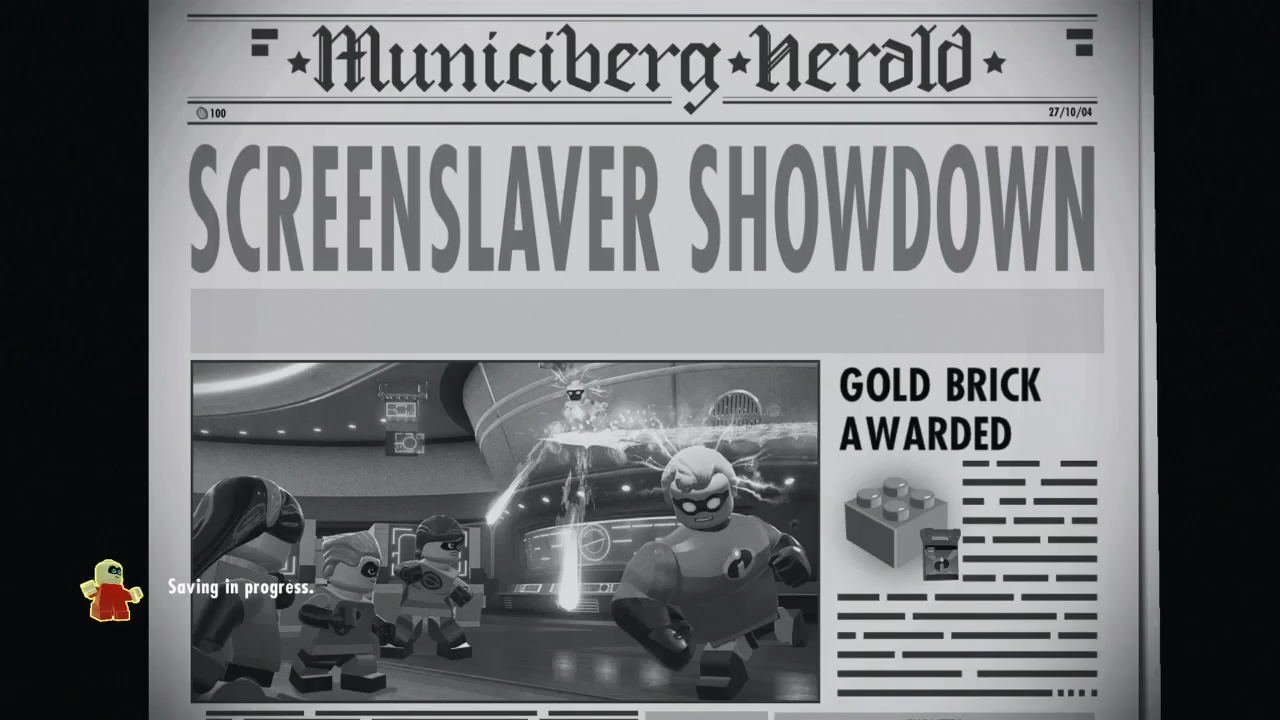 Municiberg Herald
100
27/10/04
SCREENSLAVER SHOWDOWN
GOLD BRICK
AWARDED
Saving in progress.